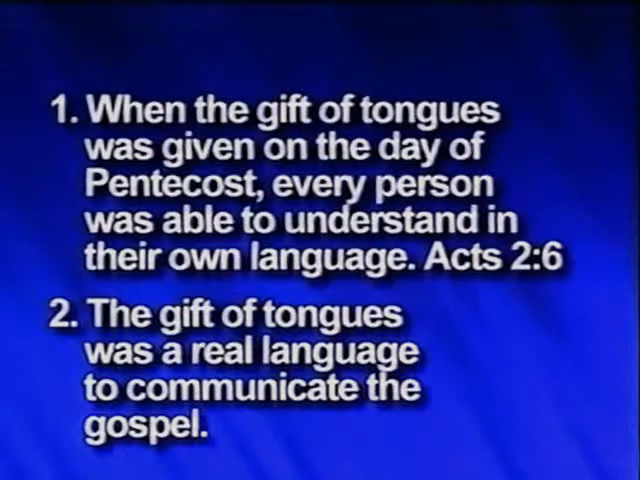 1. When the gift of tongues
was given on the day of
Pentecost, every person
was able to understand in
their own language. Acts 2:6
2. The gift of tongues
was a real language
to communicate the
gospel.